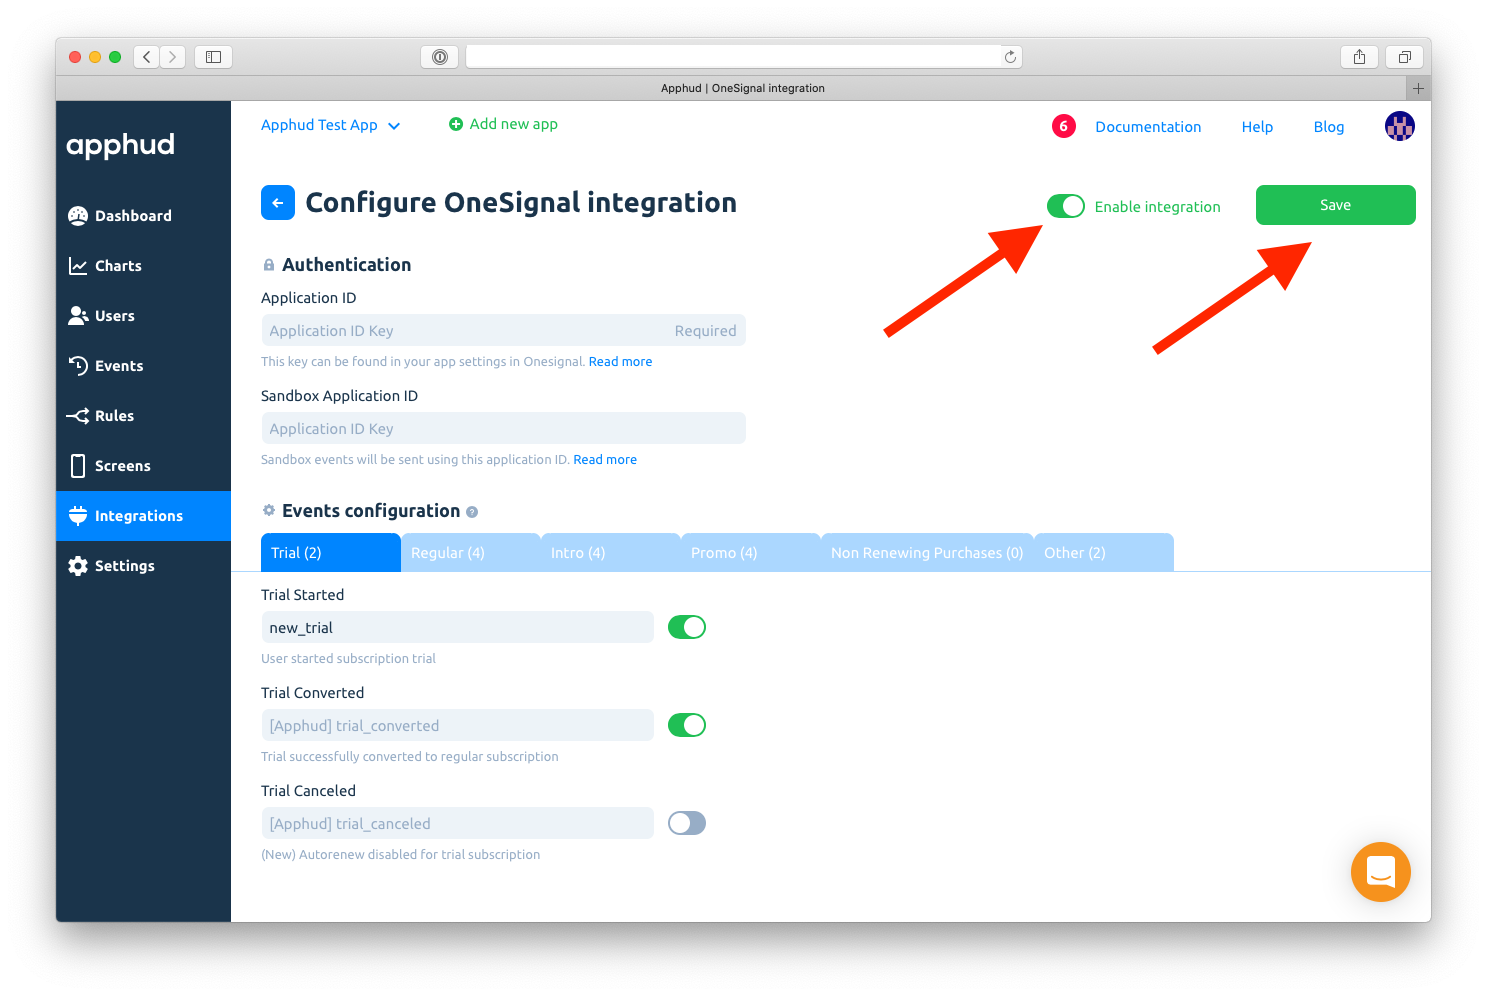 Apphud | OneSignal integration
apphud
Apphud Test App
Add new app
6
Documentation
Help
Blog
Dashboard
Charts
Users
Events
Rules
Screens
Integrations
Settings
Configure OneSignal integration
Enable integration
Save
Authentication
Application ID
Application ID Key Required
This key can be found in your app settings in Onesignal. Read more
Sandbox Application ID
Application ID Key
Sandbox events will be sent using this application ID. Read more
Events configuration ?
Trial (2) Regular (4) Intro (4) Promo (4) Non Renewing Purchases (0) Other (2)
Trial Started
new_trial
User started subscription trial
Trial Converted
[Apphud] trial_converted
Trial successfully converted to regular subscription
Trial Canceled
[Apphud] trial_canceled
(New) Autorenew disabled for trial subscription